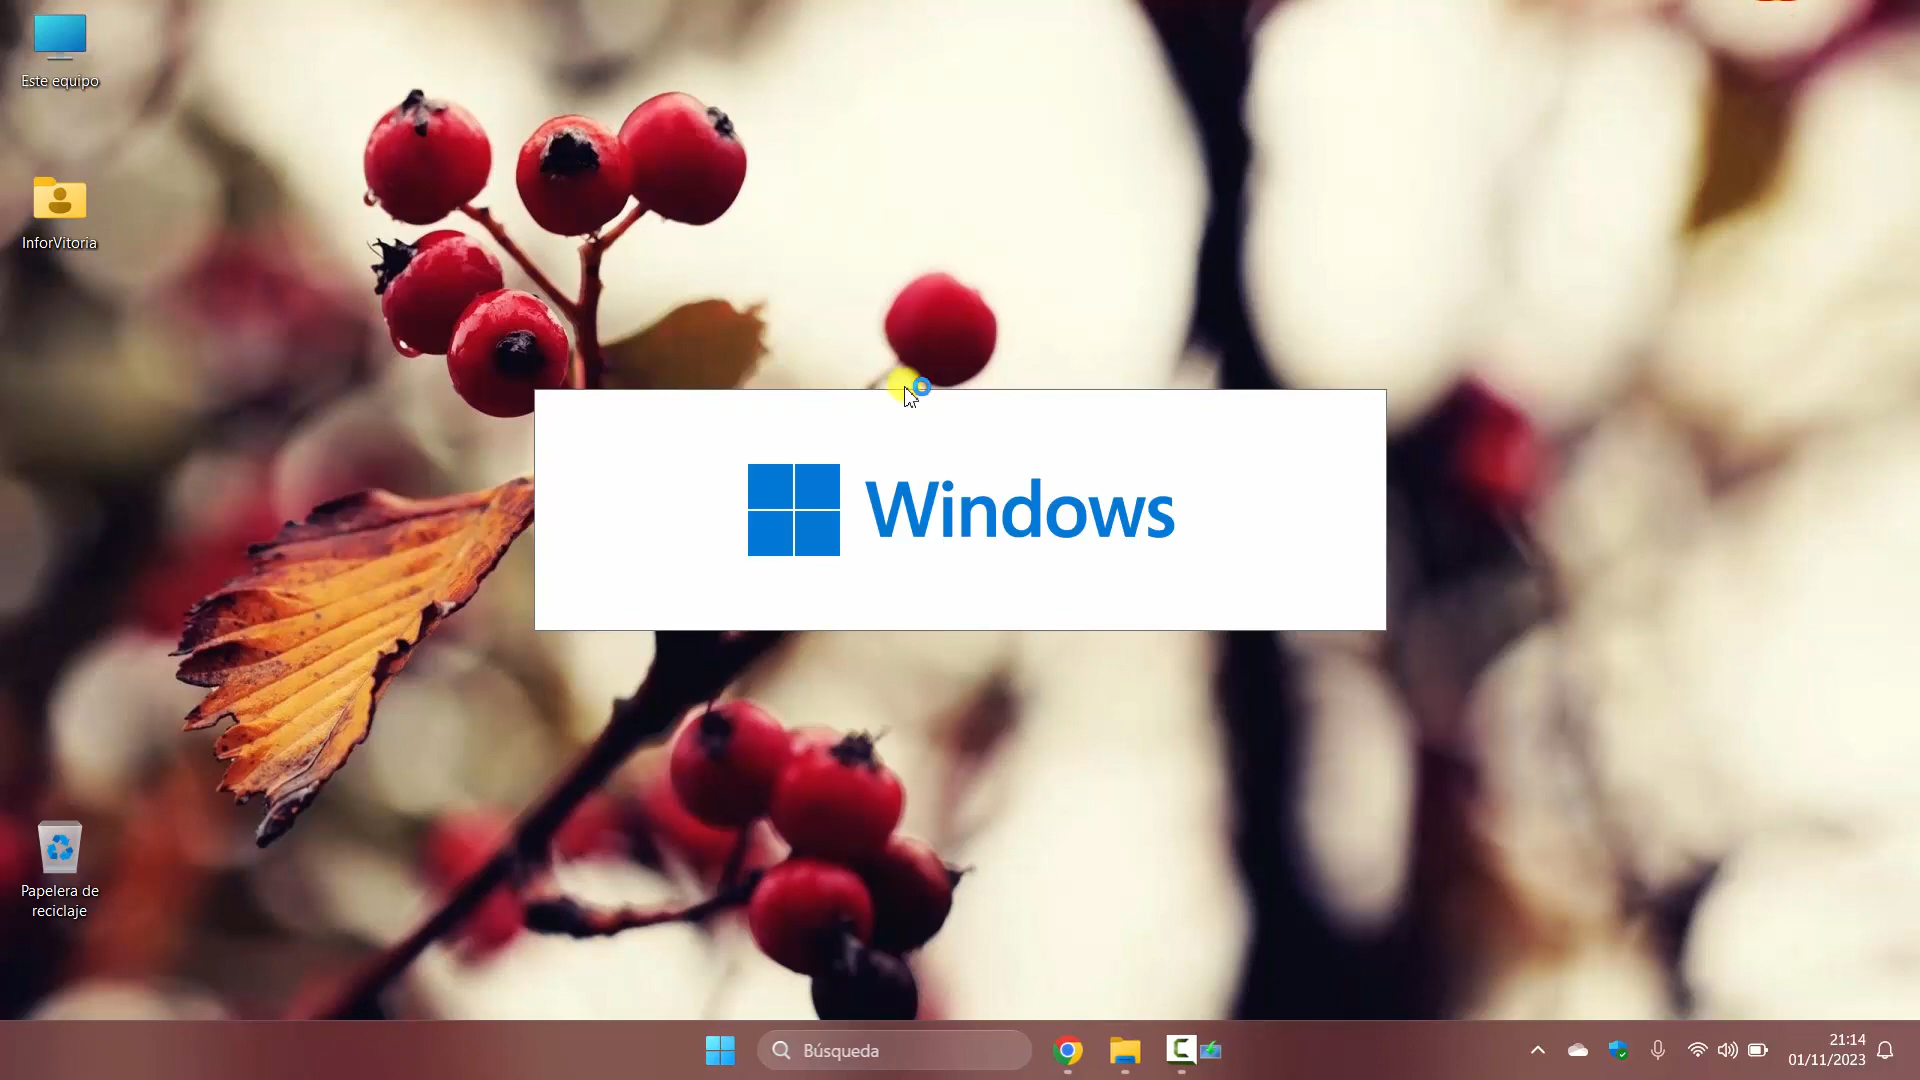 Este equipo
InforVitoria
Windows
Papelera de
reciclaje
Búsqueda
21:14
01/11/2023